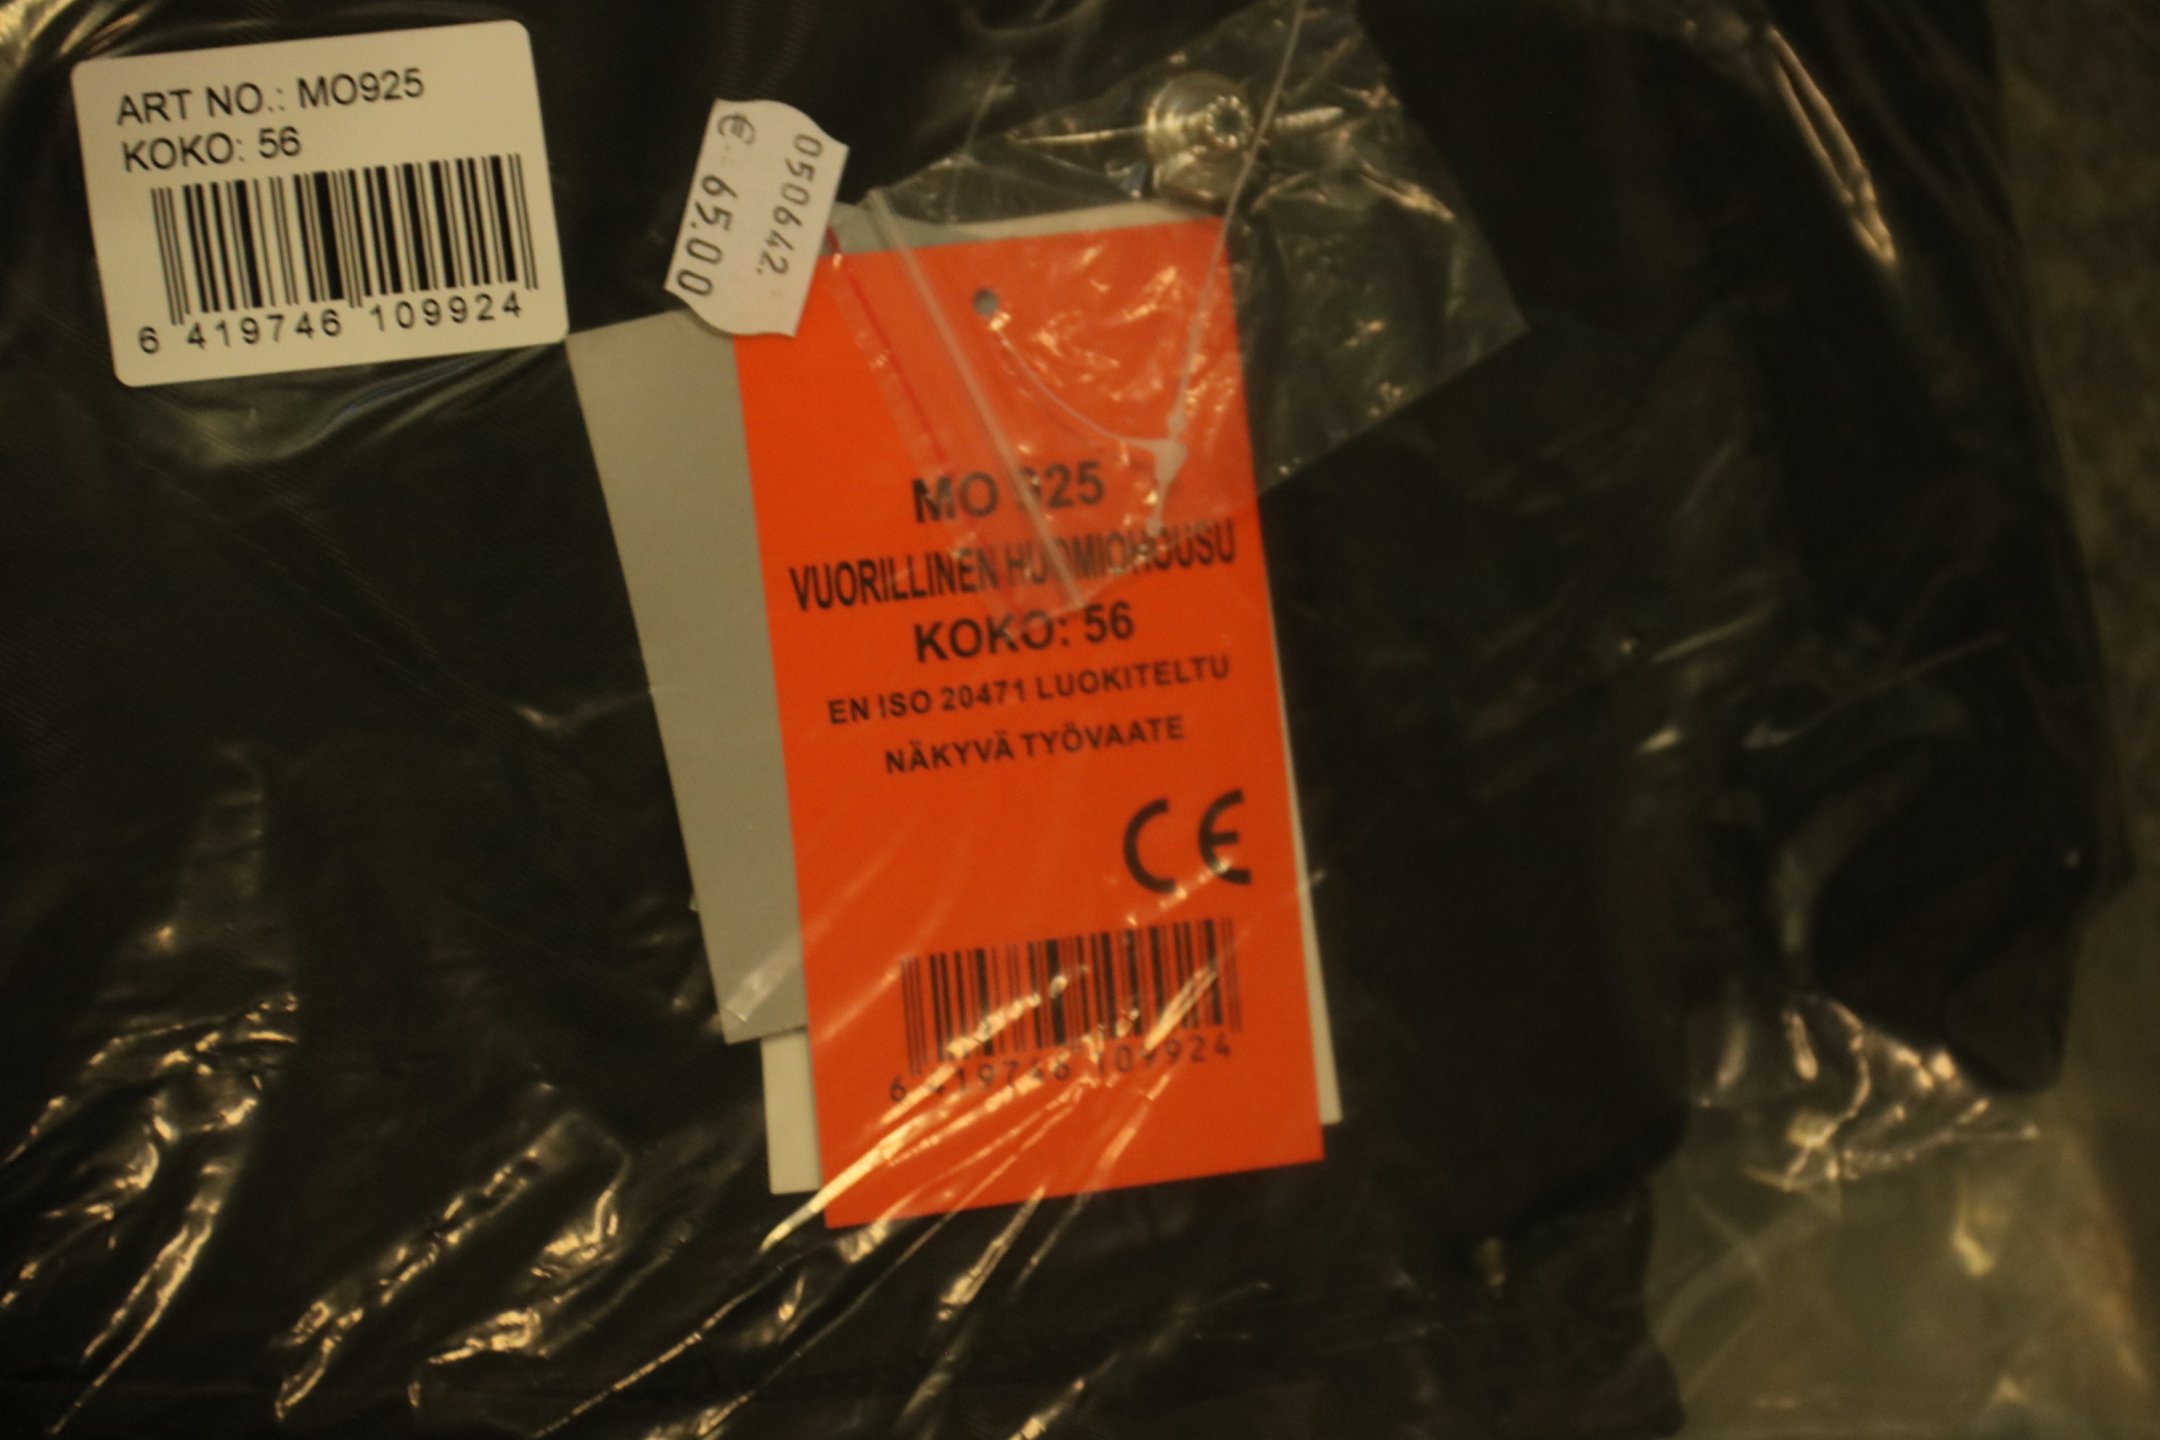 ART NO.: MO925
KOKO: 56
6 419746 109924
0550642.
€ 65.00
MO 925
VUORILLINEN HUOMIOHOUSU
KOKO: 56
EN ISO 20471 LUOKITELTU
NÄKYVÄ TYÖVAATE
CE
6 419746 109924